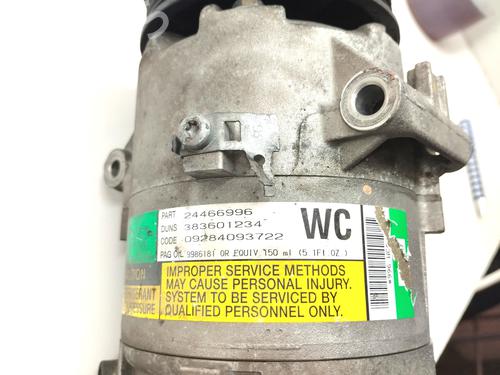 PART 24466996
DUNS 383601234
CODE 09284093722
WC
PAG OIL 9986181 OR EQUIV 150 ml (5.1Fl OZ.)
IMPROPER SERVICE METHODS
MAY CAUSE PERSONAL INJURY.
SYSTEM TO BE SERVICED BY
QUALIFIED PERSONNEL ONLY.